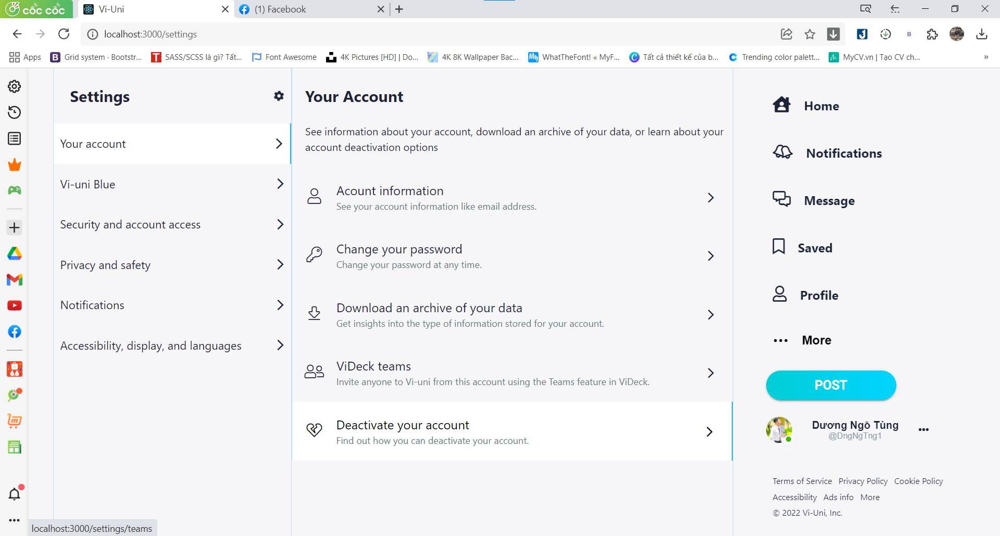 cốc cốc
Vi-Uni
(1) Facebook
localhost:3000/settings
B
Apps
B Grid system · Bootstr...
T SASS/SCSS là gì? Tất...
Font Awesome
4K Pictures [HD] | Do...
4K 8K Wallpaper Bac...
My WhatTheFont! « MyF...
C Tất cả thiết kế của b...
C Trending color palett...
MyCV.vn | Tạo CV ch...
»
Settings
Your account
Vi-uni Blue
Security and account access
Privacy and safety
Notifications
Accessibility, display, and languages
Your Account
See information about your account, download an archive of your data, or learn about your
account deactivation options
Acount information
See your account information like email address.
Change your password
Change your password at any time.
Download an archive of your data
Get insights into the type of information stored for your account.
ViDeck teams
Invite anyone to Vi-uni from this account using the Teams feature in ViDeck.
Deactivate your account
Find out how you can deactivate your account.
Home
Notifications
Message
Saved
Profile
More
POST
Dương Ngô Tùng
@DngNgTng1
Terms of Service Privacy Policy Cookie Policy
Accessibility Ads info More
© 2022 Vi-Uni, Inc.
6.6
localhost:3000/settings/teams